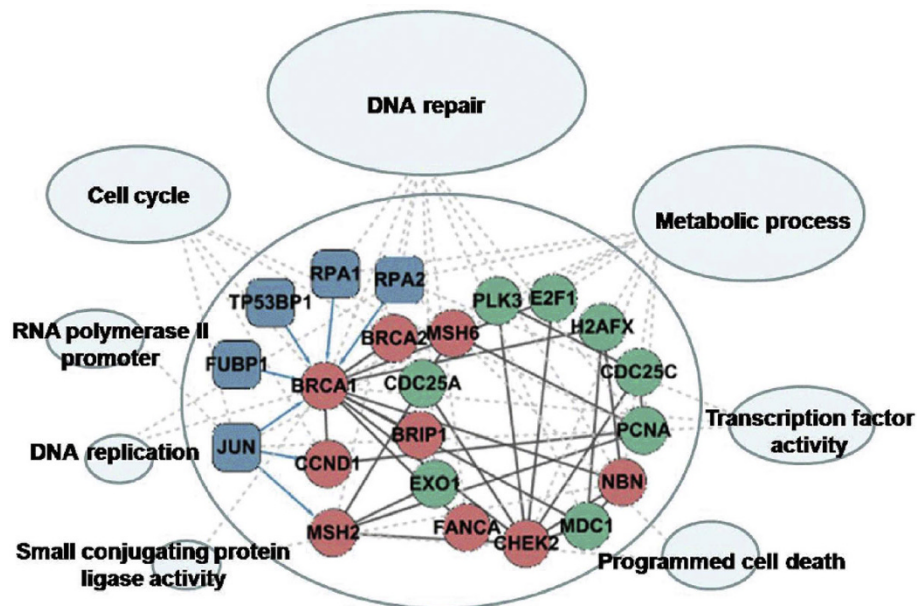 DNA repair
Cell cycle
Metabolic process
RPA1
RPA2
TP53BP1
PLK3
E2F1
RNA polymerase II
promoter
BRCA2
MSH6
H2AFX
FUBP1
BRCA1
CDC25A
CDC25C
Transcription factor
activity
BRIP1
PCNA
DNA replication
JUN
CCND1
EXO1
NBN
MSH2
FANCA
CHEK2
MDC1
Small conjugating protein
ligase activity
Programmed cell death